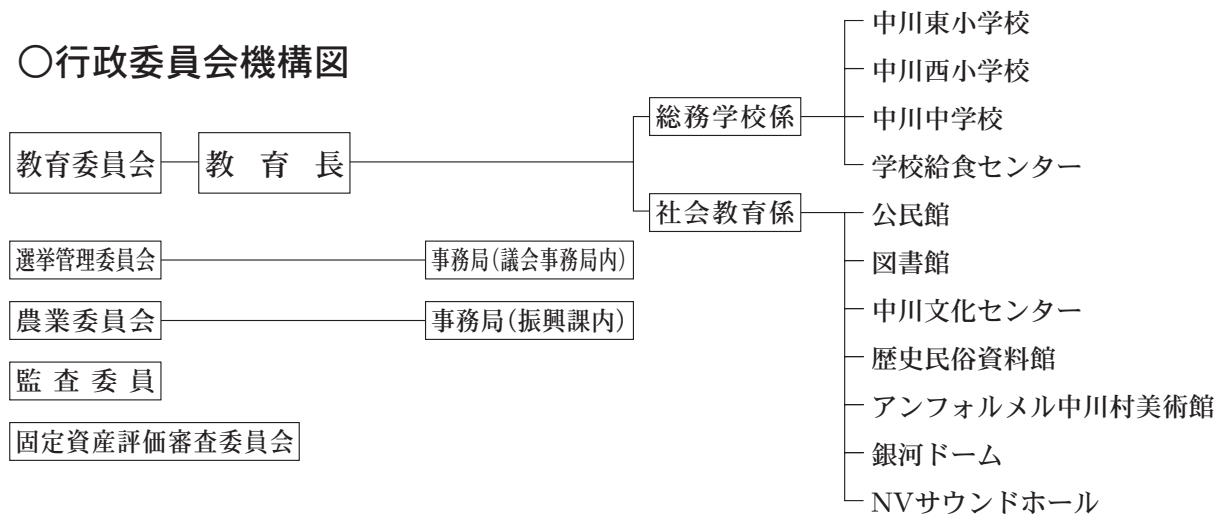 ○行政委員会機構図
教育委員会
教育長
総務学校係
中川東小学校
中川西小学校
中川中学校
学校給食センター
社会教育係
公民館
図書館
中川文化センター
歴史民俗資料館
アンフォルメル中川村美術館
銀河ドーム
NVサウンドホール
選挙管理委員会
事務局(議会事務局内)
農業委員会
事務局(振興課内)
監査委員
固定資産評価審査委員会